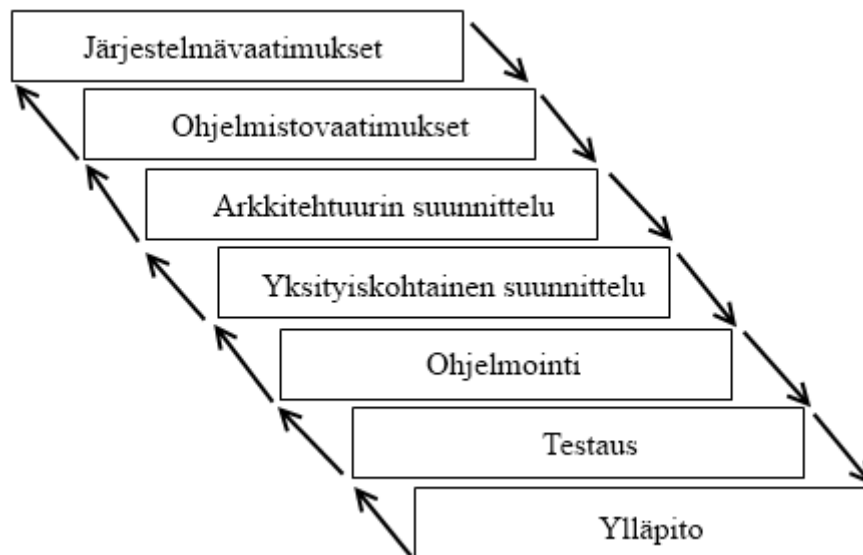 Järjestelmävaatimukset
Ohjelmistovaatimukset
Arkkitehtuurin suunnittelu
Yksityiskohtainen suunnittelu
Ohjelmointi
Testaus
Ylläpito